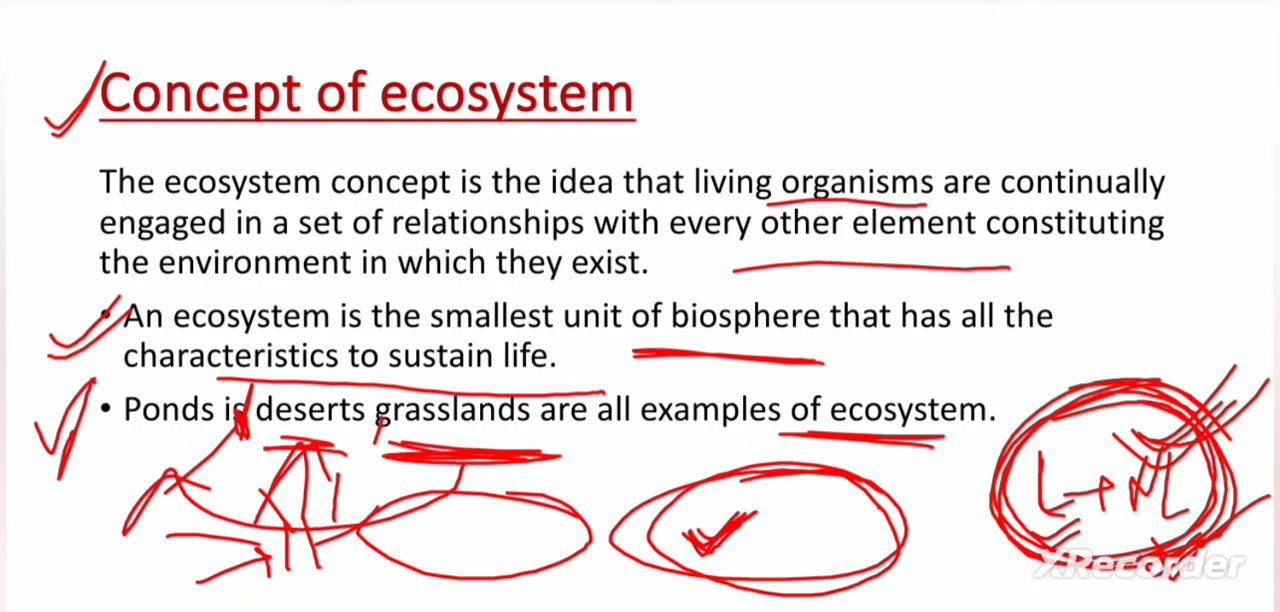 Concept of ecosystem
The ecosystem concept is the idea that living organisms are continually
engaged in a set of relationships with every other element constituting
the environment in which they exist.
• An ecosystem is the smallest unit of biosphere that has all the
characteristics to sustain life.
• Ponds is deserts grasslands are all examples of ecosystem.
L + NL
XRecorder